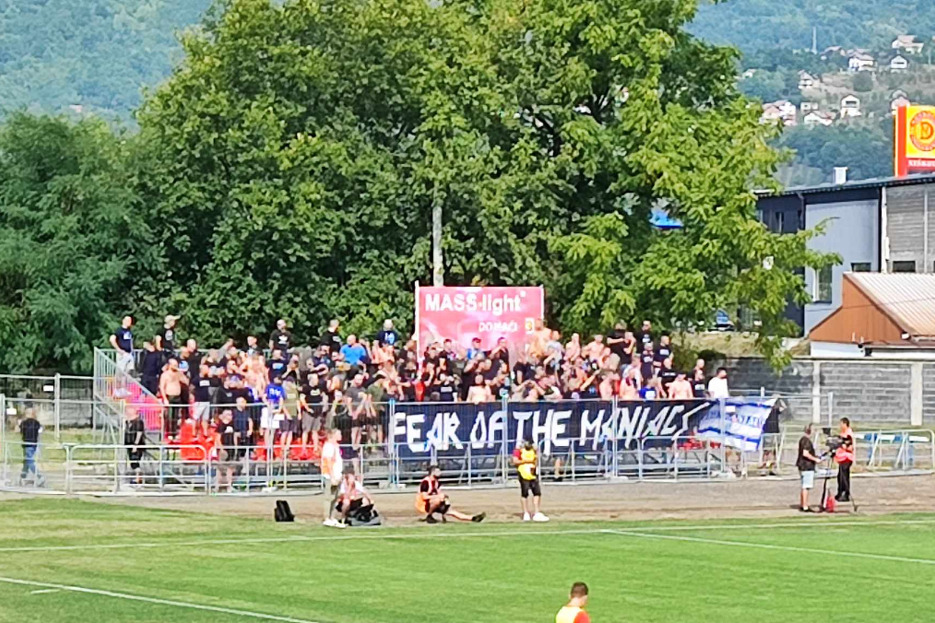 MASS-light®
DOMAĆI
FEAR OF THE MANIACS